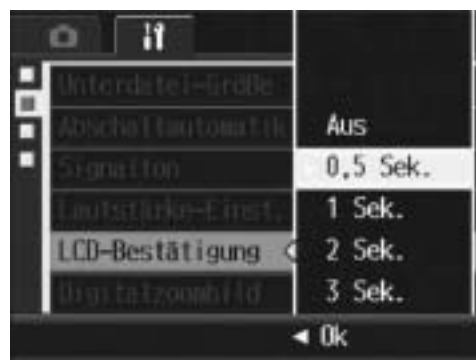 Unterdatei-Größe
Abschaltautomatik
Signalton
Lautstärke-Einst.
LCD-Bestätigung
Digitalzoombild
Aus
0,5 Sek.
1 Sek.
2 Sek.
3 Sek.
◄ Ok